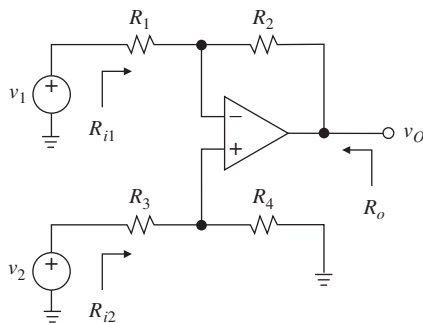 R1 R2
v1 + Ri1
− vO
+
Ro
R3 R4
v2 + Ri2